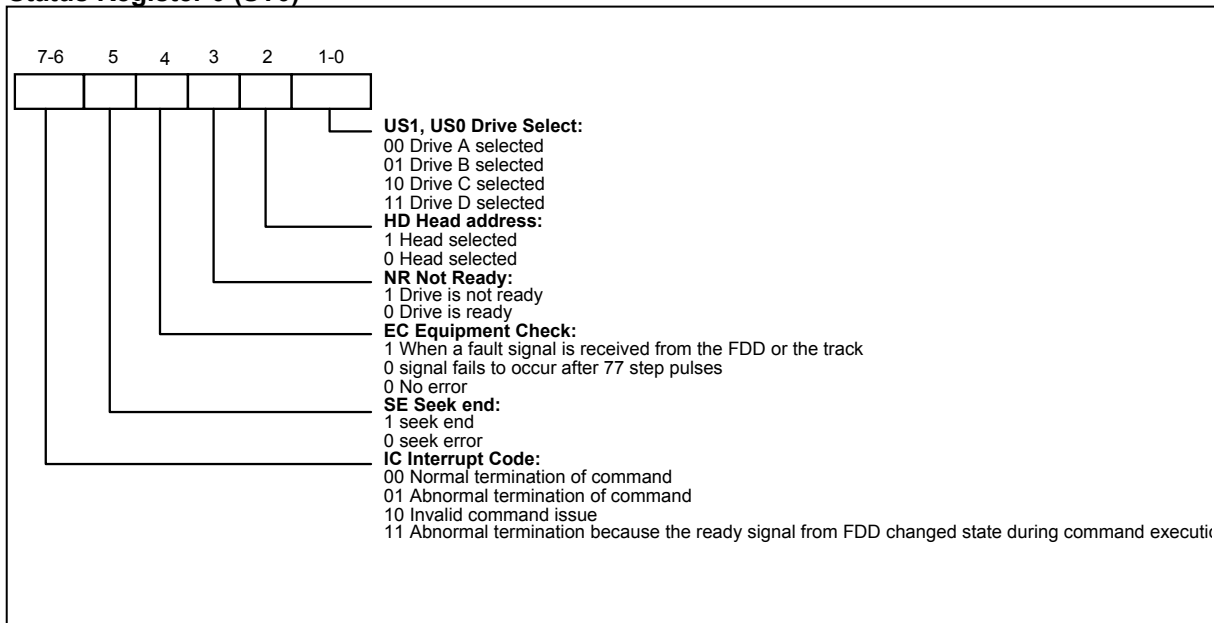 Status Register 0 (ST0)
7-6 5 4 3 2 1-0
US1, US0 Drive Select:
00 Drive A selected
01 Drive B selected
10 Drive C selected
11 Drive D selected
HD Head address:
1 Head selected
0 Head selected
NR Not Ready:
1 Drive is not ready
0 Drive is ready
EC Equipment Check:
1 When a fault signal is received from the FDD or the track
0 signal fails to occur after 77 step pulses
0 No error
SE Seek end:
1 seek end
0 seek error
IC Interrupt Code:
00 Normal termination of command
01 Abnormal termination of command
10 Invalid command issue
11 Abnormal termination because the ready signal from FDD changed state during command